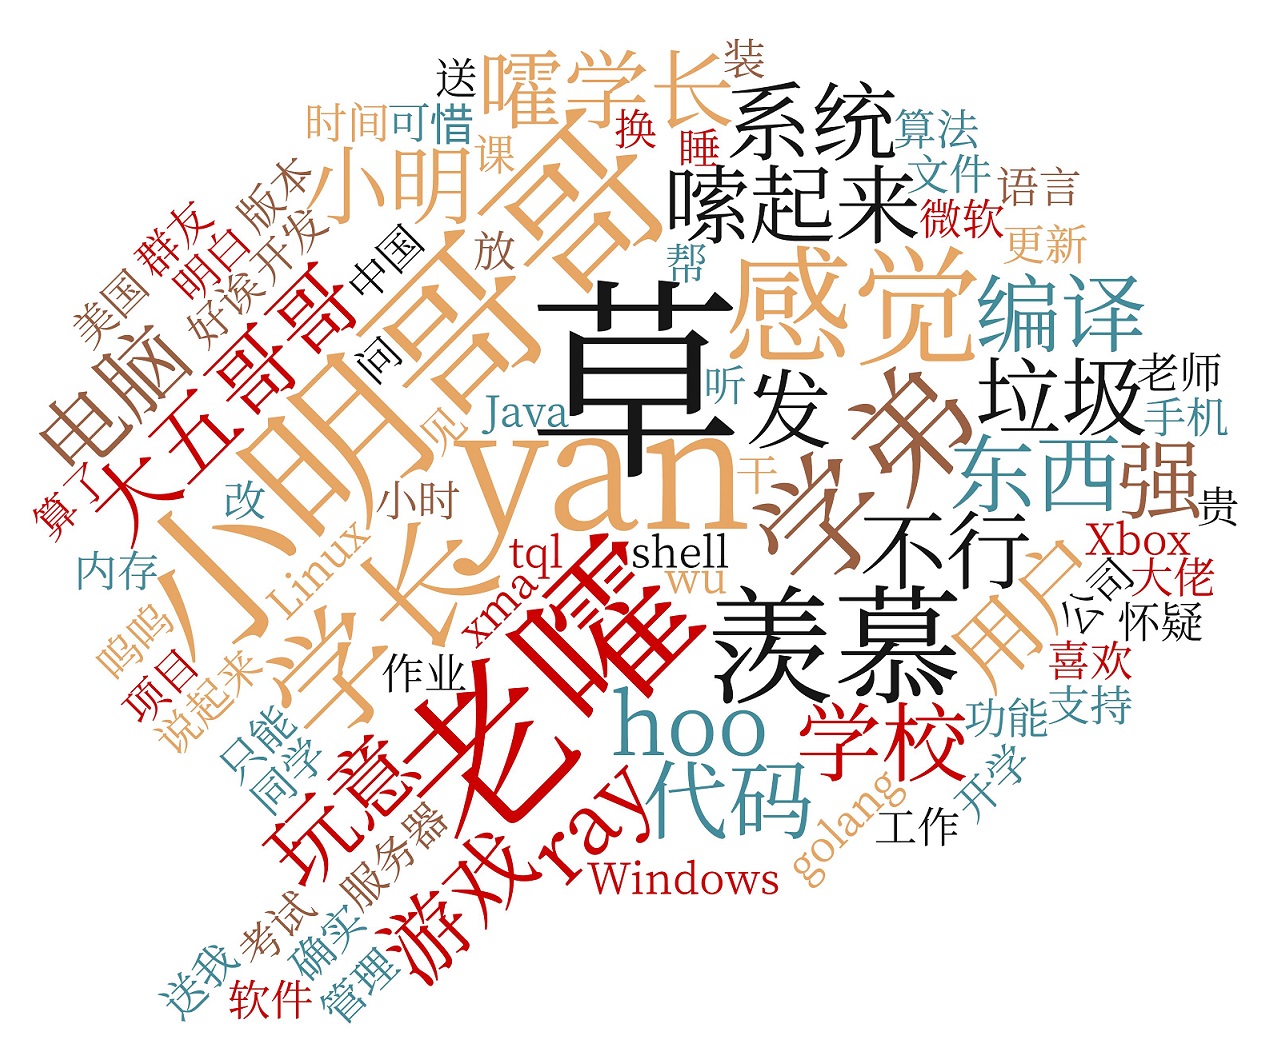 送
嚯学长
装
时间
可惜
换
系统
算法
课
睡
小明
文件
嗦起来
语言
版本
微软
群友
明白
开发
中国
放
帮
更新
美国
好诶
感觉
编译
小明哥哥
草
电脑
大五哥哥
问
听
发
学弟
垃圾
老师
手机
Java
见
yan
干
东西
强
贵
算了
改
小时
不行
Linux
tql
shell
Xbox
内存
学长
xma
wu
用户
公司
大佬
怀疑
呜呜
老嚯
羡慕
喜欢
项目
作业
说起来
hoo
学校
功能
支持
只能
同学
玩意
代码
开学
ray
golang
工作
服务器
游戏
Windows
考试
确实
送我
软件
管理